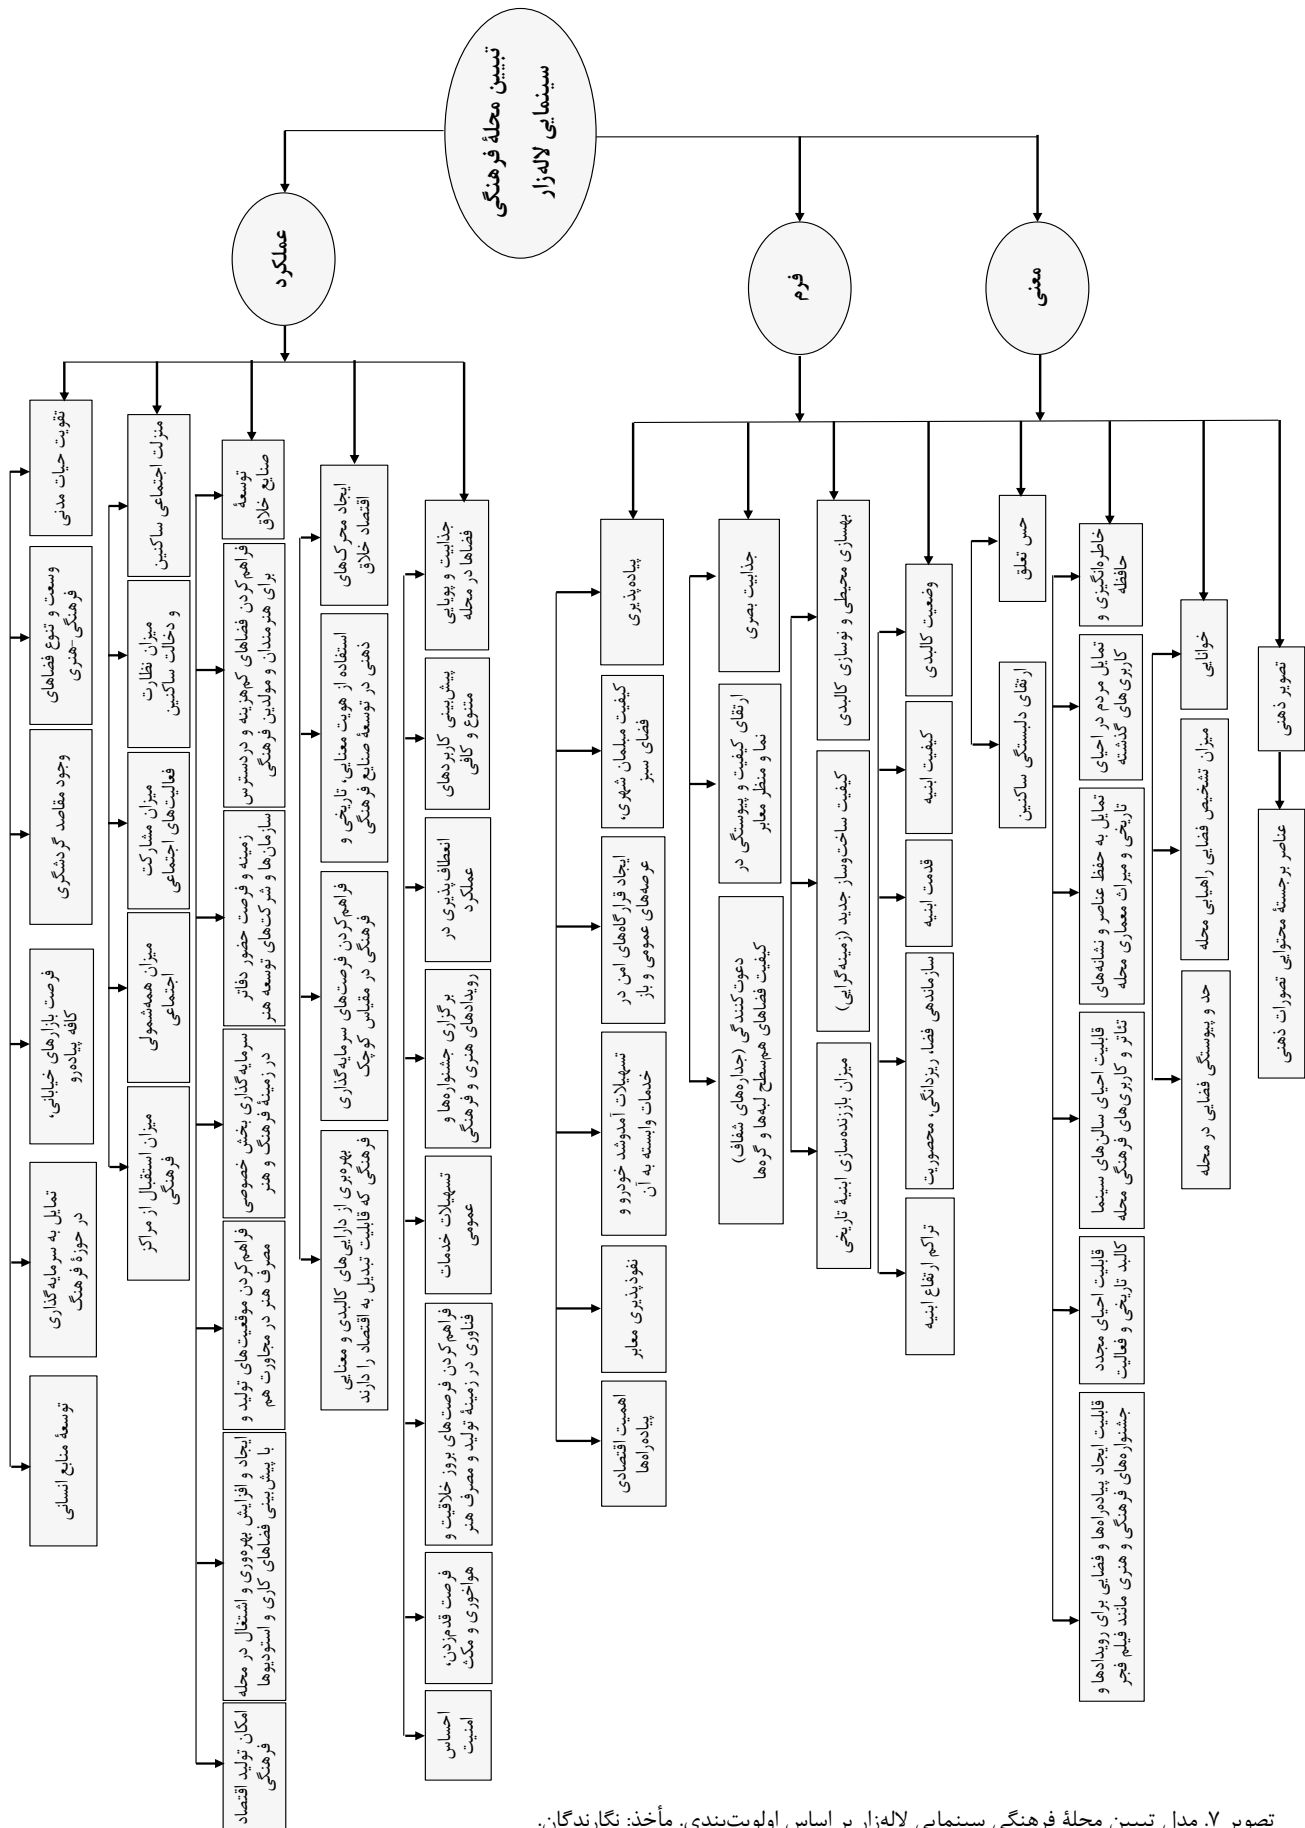 تبیین محلهٔ فرهنگی
سینمایی لاله‌زار
معنی
فرم
عملکرد
تصویر ذهنی
عناصر برجستهٔ محتوایی تصورات ذهنی
خوانایی
میزان تشخیص فضایی راهیابی محله
حد و پیوستگی فضایی در محله
خاطره‌انگیزی و
حافظه
تمایل مردم در احیای
کاربری‌های گذشته
تمایل به حفظ عناصر و نشانه‌های
تاریخی و میراث معماری محله
قابلیت احیای سالن‌های سینما
تئاتر و کاربری‌های فرهنگی محله
قابلیت احیای مجدد
کالبد تاریخی و فعالیت
قابلیت ایجاد پیاده‌راه‌ها و فضایی برای رویدادها و
جشنواره‌های فرهنگی و هنری مانند فیلم فجر
حس تعلق
ارتقای دلبستگی ساکنین
وضعیت کالبدی
کیفیت ابنیه
قدمت ابنیه
سازماندهی فضا، ریزدانگی، محصوریت
تراکم ارتفاع ابنیه
بهسازی محیطی و نوسازی کالبدی
کیفیت ساخت‌وساز جدید (زمینه‌گرایی)
میزان باززنده‌سازی ابنیهٔ تاریخی
جذابیت بصری
ارتقای کیفیت و پیوستگی در
نما و منظر معابر
دعوت‌کنندگی (جداره‌های شفاف)
کیفیت فضاهای هم‌سطح لبه‌ها و گره‌ها
پیاده‌پذیری
کیفیت مبلمان شهری،
فضای سبز
ایجاد قرارگاه‌های امن در
عرصه‌های عمومی و باز
تسهیلات آمدوشد خودرو و
خدمات وابسته به آن
نفوذپذیری معابر
اهمیت اقتصادی
پیاده‌راه‌ها
جذابیت و پویایی
فضاها در محله
پیش‌بینی کاربردهای
متنوع و کافی
انعطاف‌پذیری در
عملکرد
برگزاری جشنواره‌ها و
رویدادهای هنری و فرهنگی
تسهیلات خدمات
عمومی
فراهم‌کردن فرصت‌های بروز خلاقیت و
فناوری در زمینهٔ تولید و مصرف هنر
فرصت قدم‌زدن،
هواخوری و مکث
احساس
امنیت
ایجاد محرک‌های
اقتصاد خلاق
استفاده از هویت معنایی، تاریخی و
ذهنی در توسعهٔ صنایع فرهنگی
فراهم‌کردن فرصت‌های سرمایه‌گذاری
فرهنگی در مقیاس کوچک
بهره‌بری از دارایی‌های کالبدی و معنایی
فرهنگی که قابلیت تبدیل به اقتصاد را دارند
توسعهٔ
صنایع خلاق
فراهم‌کردن فضاهای کم‌هزینه و دردسترس
برای هنرمندان و مولدین فرهنگی
زمینه و فرصت حضور دفاتر
سازمان‌ها و شرکت‌های توسعه هنر
سرمایه‌گذاری بخش خصوصی
در زمینهٔ فرهنگ و هنر
فراهم‌کردن موقعیت‌های تولید و
مصرف هنر در مجاورت هم
ایجاد و افزایش بهره‌وری و اشتغال در محله
با پیش‌بینی فضاهای کاری و استودیوها
امکان تولید اقتصاد
فرهنگی
منزلت اجتماعی ساکنین
میزان نظارت
و دخالت ساکنین
میزان مشارکت
فعالیت‌های اجتماعی
میزان همه‌شمولی
اجتماعی
میزان استقبال از مراکز
فرهنگی
تقویت حیات مدنی
وسعت و تنوع فضاهای
فرهنگی-هنری
وجود مقاصد گردشگری
فرصت بازارهای خیابانی،
کافه پیاده‌رو
تمایل به سرمایه‌گذاری
در حوزهٔ فرهنگ
توسعهٔ منابع انسانی
تصویر ۷. مدل تبیین محلهٔ فرهنگی سینمایی لاله‌زار بر اساس اولویت‌بندی. مأخذ: نگارندگان.